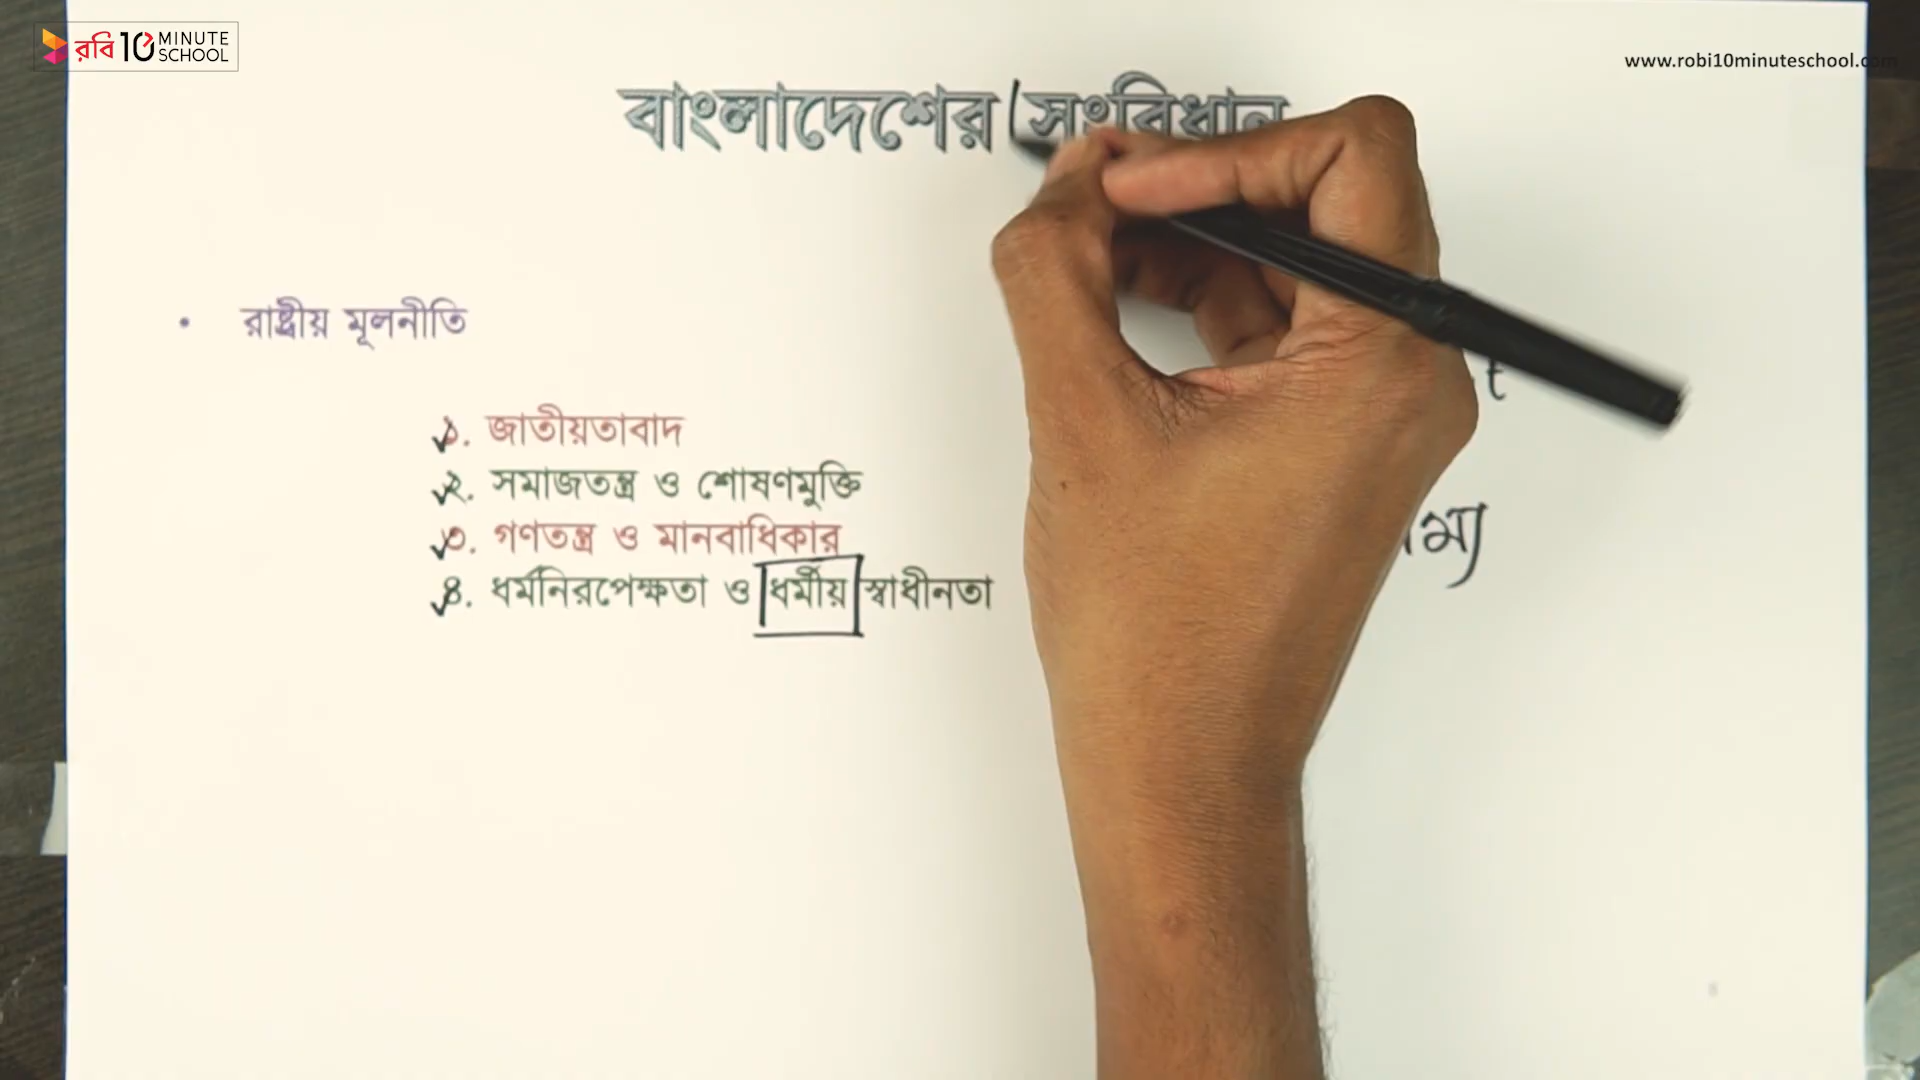 রবি 10 MINUTE SCHOOL
www.robi10minuteschool.com
বাংলাদেশের সংবিধান
• রাষ্ট্রীয় মূলনীতি
১. জাতীয়তাবাদ
২. সমাজতন্ত্র ও শোষণমুক্তি
৩. গণতন্ত্র ও মানবাধিকার
৪. ধর্মনিরপেক্ষতা ও ধর্মীয় স্বাধীনতা